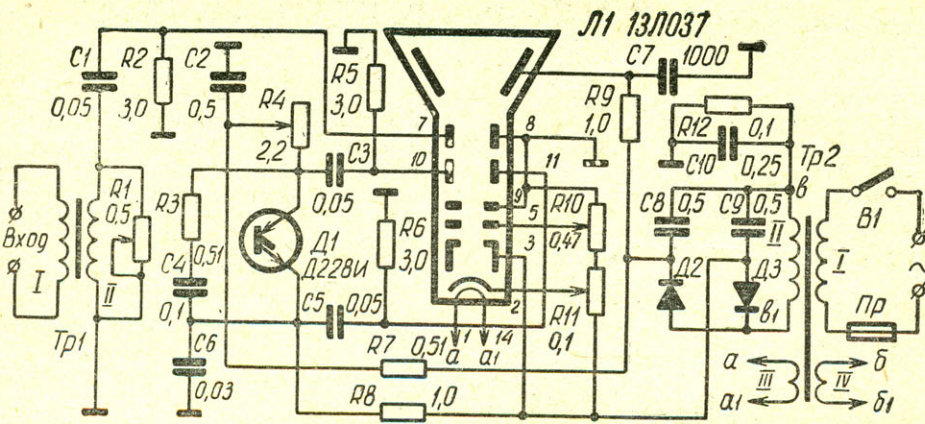 Л1 13Л037
C1
0,05
R2
3,0
C2
0,5
R4
2,2
R5
3,0
C7
1000
R9
1,0
R12
0,1
C10
0,25
Тр2
7
8
10
11
9
5
3
2
1
14
C3
0,05
R10
0,47
R11
0,1
C8
0,5
C9
0,5
в
II
I
В1
Пр
~
Вход
I
II
R1
0,5
R3
0,51
C4
0,1
C6
0,03
Д1
Д228И
R6
3,0
C5
0,05
Д2
Д3
в1
а
а1
R7
0,51
R8
1,0
Тр1
а
III
а1
IV
б
б1